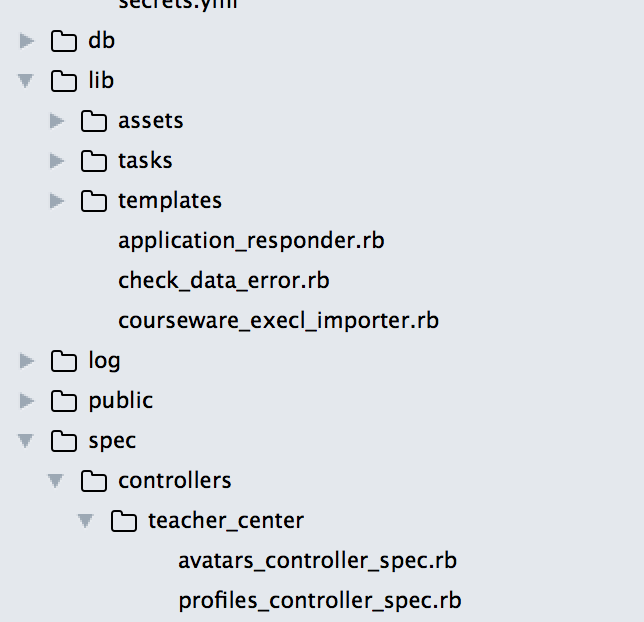 secrets.yml
db
lib
assets
tasks
templates
application_responder.rb
check_data_error.rb
courseware_execl_importer.rb
log
public
spec
controllers
teacher_center
avatars_controller_spec.rb
profiles_controller_spec.rb